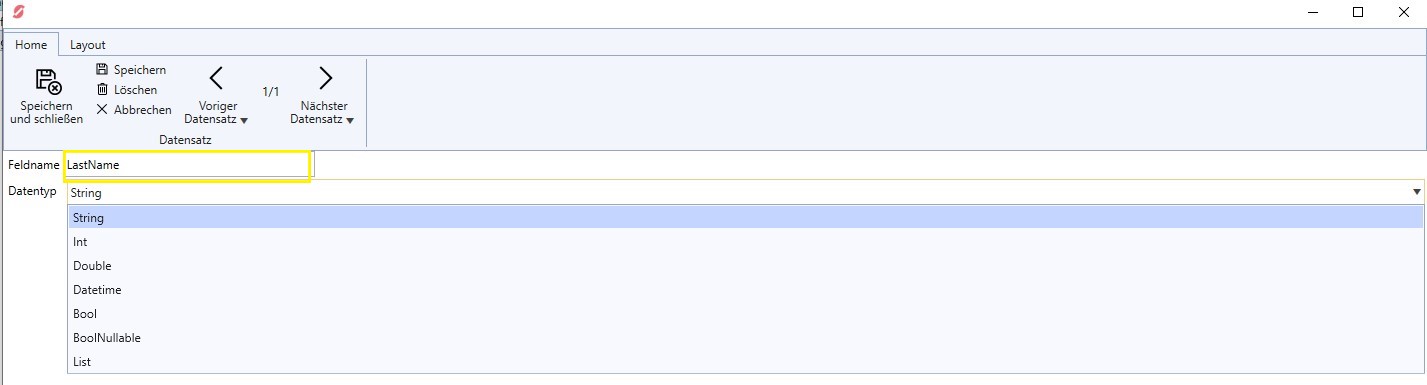 Home Layout
Speichern
und schließen
Speichern
Löschen
Abbrechen
Voriger
Datensatz
1/1
Nächster
Datensatz
Datensatz
Feldname LastName
Datentyp String
String
Int
Double
Datetime
Bool
BoolNullable
List